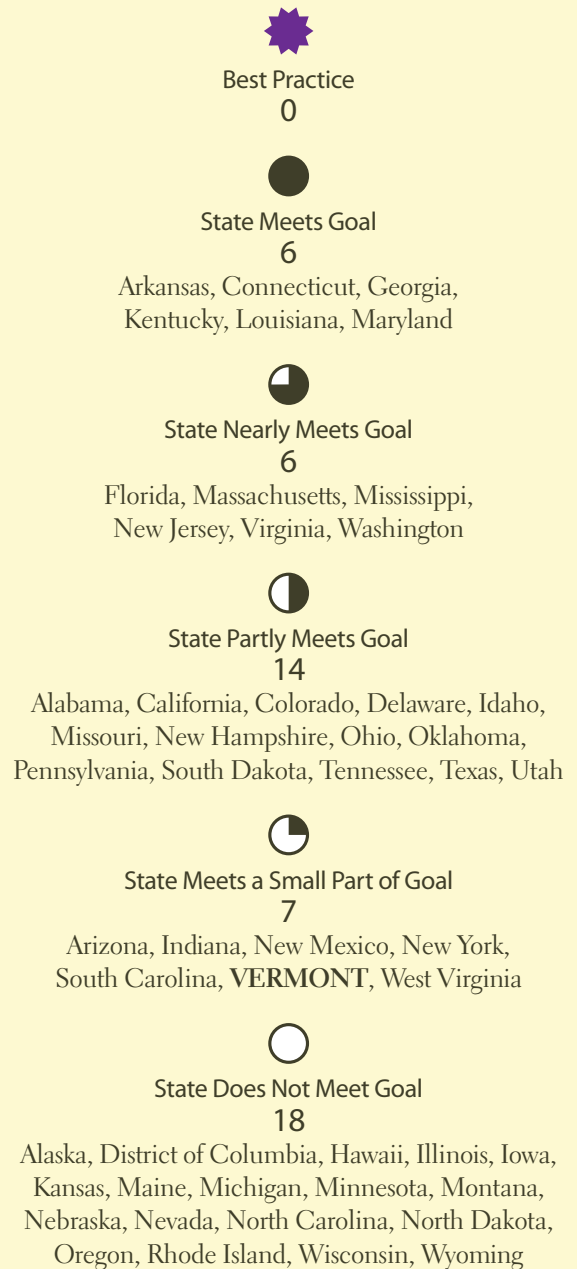 Best Practice
0
State Meets Goal
6
Arkansas, Connecticut, Georgia,
Kentucky, Louisiana, Maryland
State Nearly Meets Goal
6
Florida, Massachusetts, Mississippi,
New Jersey, Virginia, Washington
State Partly Meets Goal
14
Alabama, California, Colorado, Delaware, Idaho,
Missouri, New Hampshire, Ohio, Oklahoma,
Pennsylvania, South Dakota, Tennessee, Texas, Utah
State Meets a Small Part of Goal
7
Arizona, Indiana, New Mexico, New York,
South Carolina, VERMONT, West Virginia
State Does Not Meet Goal
18
Alaska, District of Columbia, Hawaii, Illinois, Iowa,
Kansas, Maine, Michigan, Minnesota, Montana,
Nebraska, Nevada, North Carolina, North Dakota,
Oregon, Rhode Island, Wisconsin, Wyoming